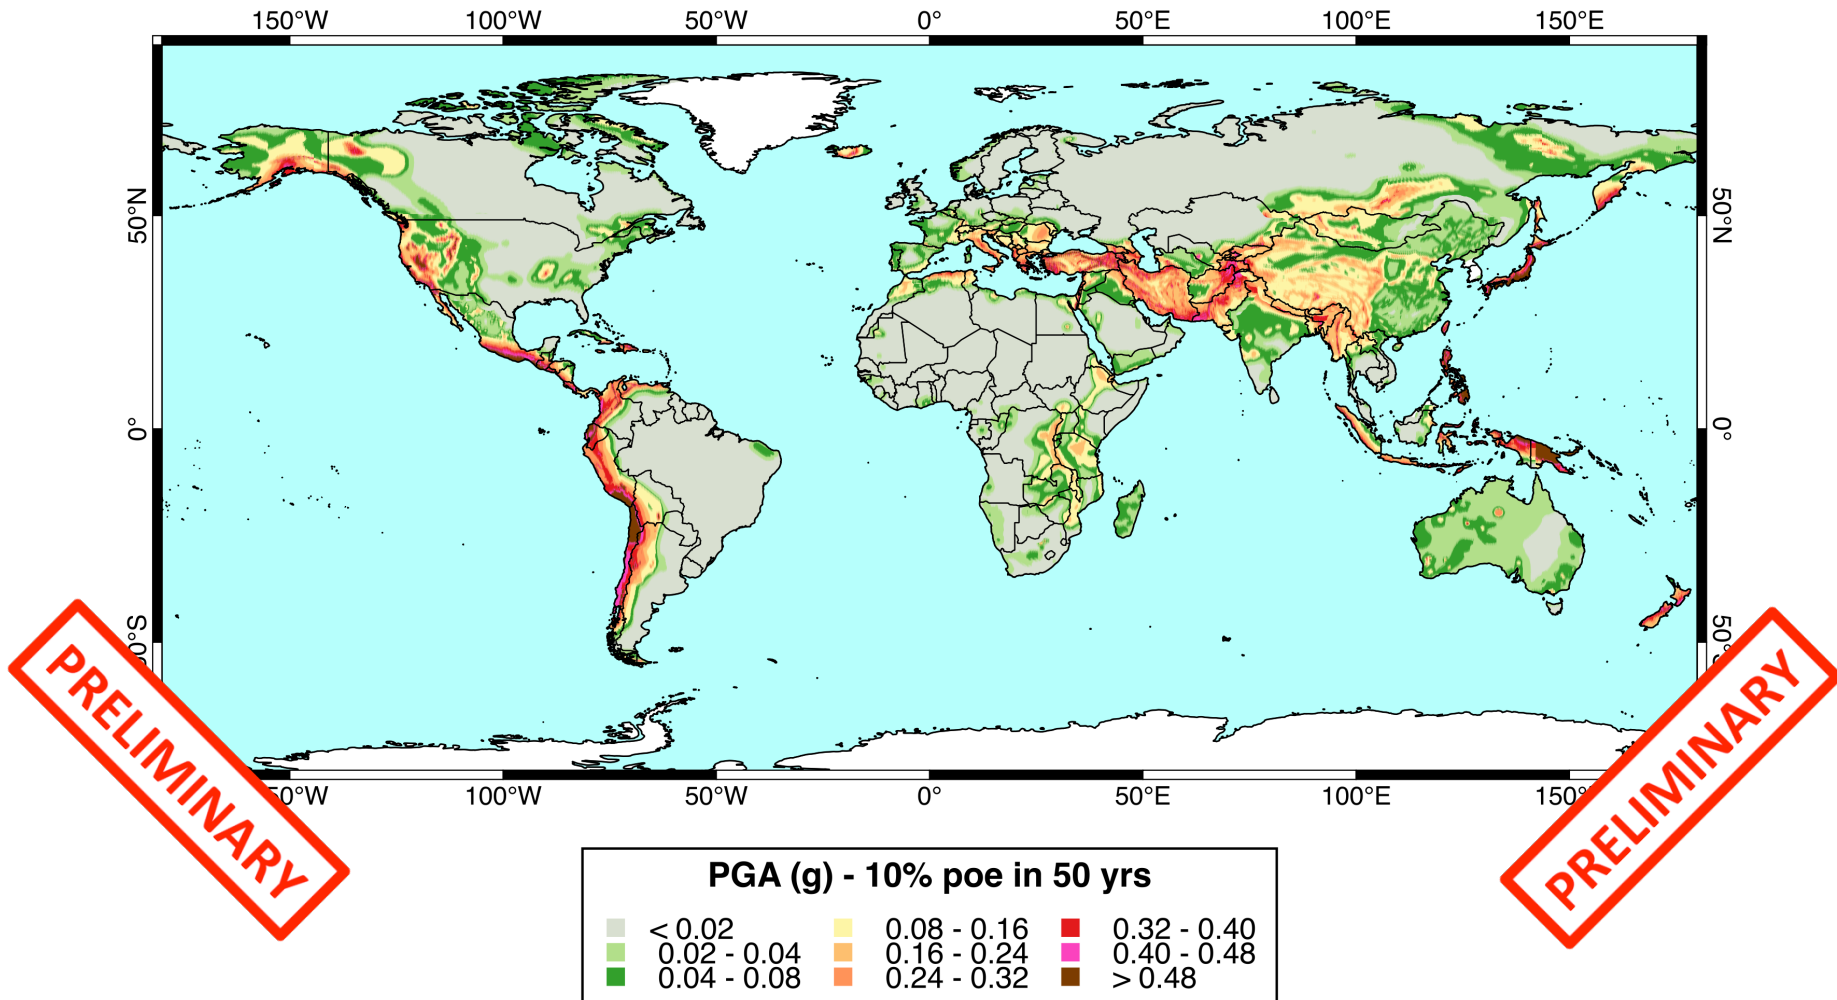 150°W 100°W 50°W 0° 50°E 100°E 150°E
50°N 50°N
0° 0°
50°
PRELIMINARY PRELIMINARY
100°W 50°W 0° 50°E 100°E
PGA (g) - 10% poe in 50 yrs
< 0.02 0.08 - 0.16 0.32 - 0.40
0.02 - 0.04 0.16 - 0.24 0.40 - 0.48
0.04 - 0.08 0.24 - 0.32 > 0.48